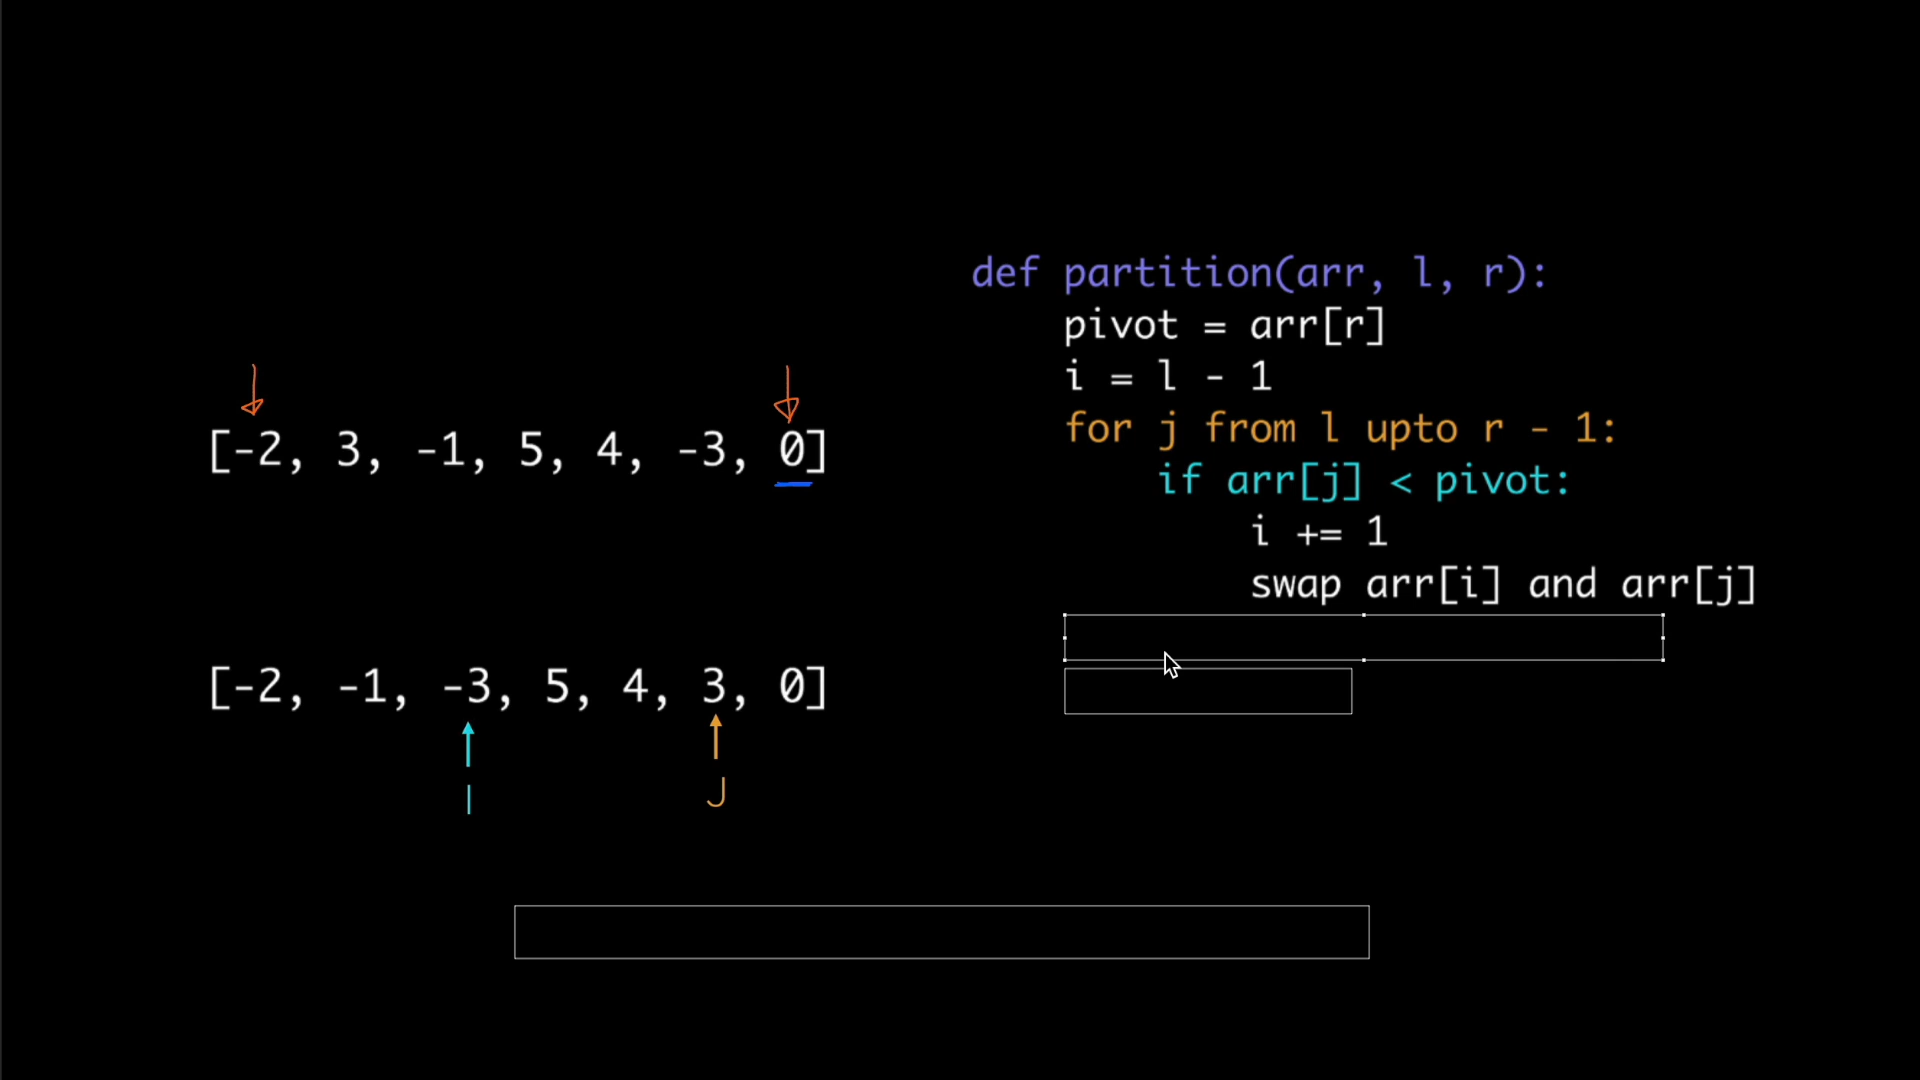 [-2, 3, -1, 5, 4, -3, 0]
[-2, -1, -3, 5, 4, 3, 0]
I
J
def partition(arr, l, r):
    pivot = arr[r]
    i = l - 1
    for j from l upto r - 1:
        if arr[j] < pivot:
            i += 1
            swap arr[i] and arr[j]